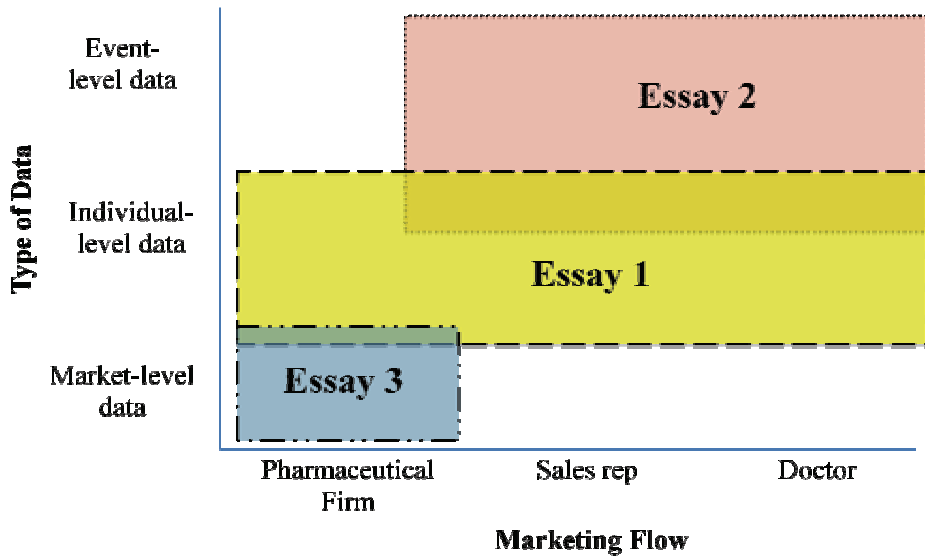 Event-
level data
Essay 2
Type of Data
Individual-
level data
Essay 1
Market-level
data
Essay 3
Pharmaceutical
Firm
Sales rep
Doctor
Marketing Flow